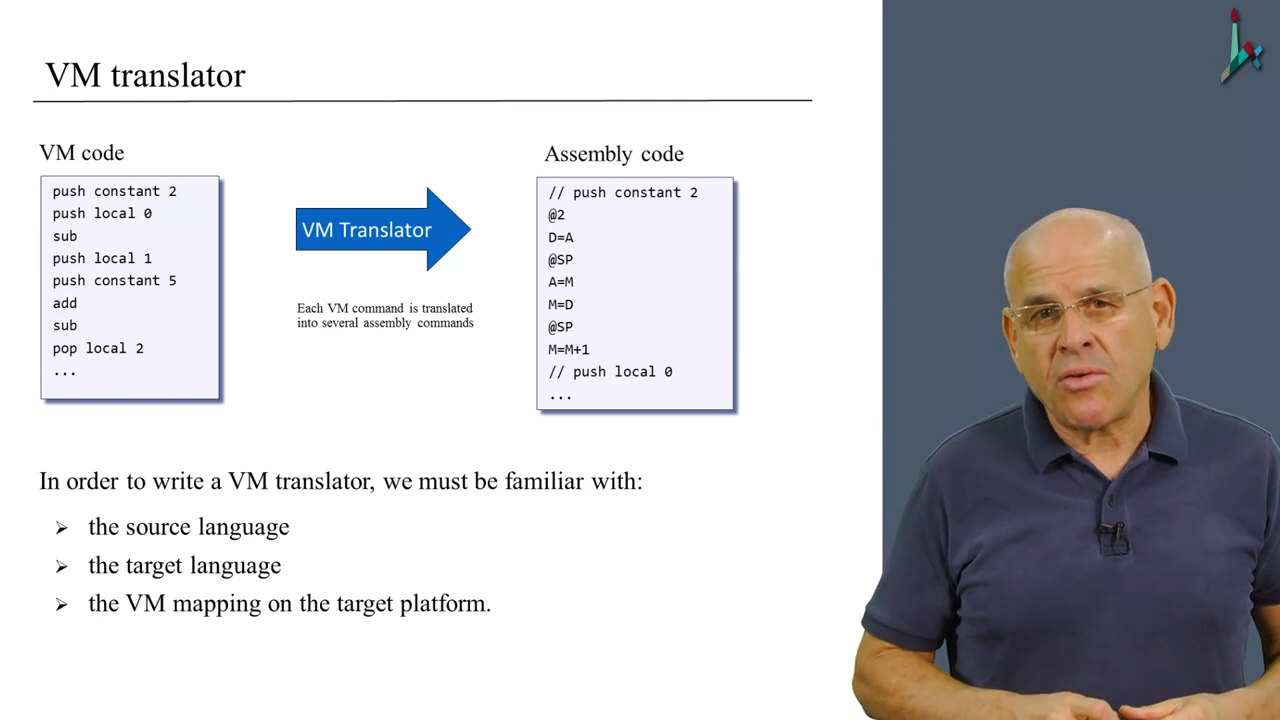 VM translator
VM code
push constant 2
push local 0
sub
push local 1
push constant 5
add
sub
pop local 2
...
VM Translator
Each VM command is translated
into several assembly commands
Assembly code
// push constant 2
@2
D=A
@SP
A=M
M=D
@SP
M=M+1
// push local 0
...
In order to write a VM translator, we must be familiar with:
➢ the source language
➢ the target language
➢ the VM mapping on the target platform.